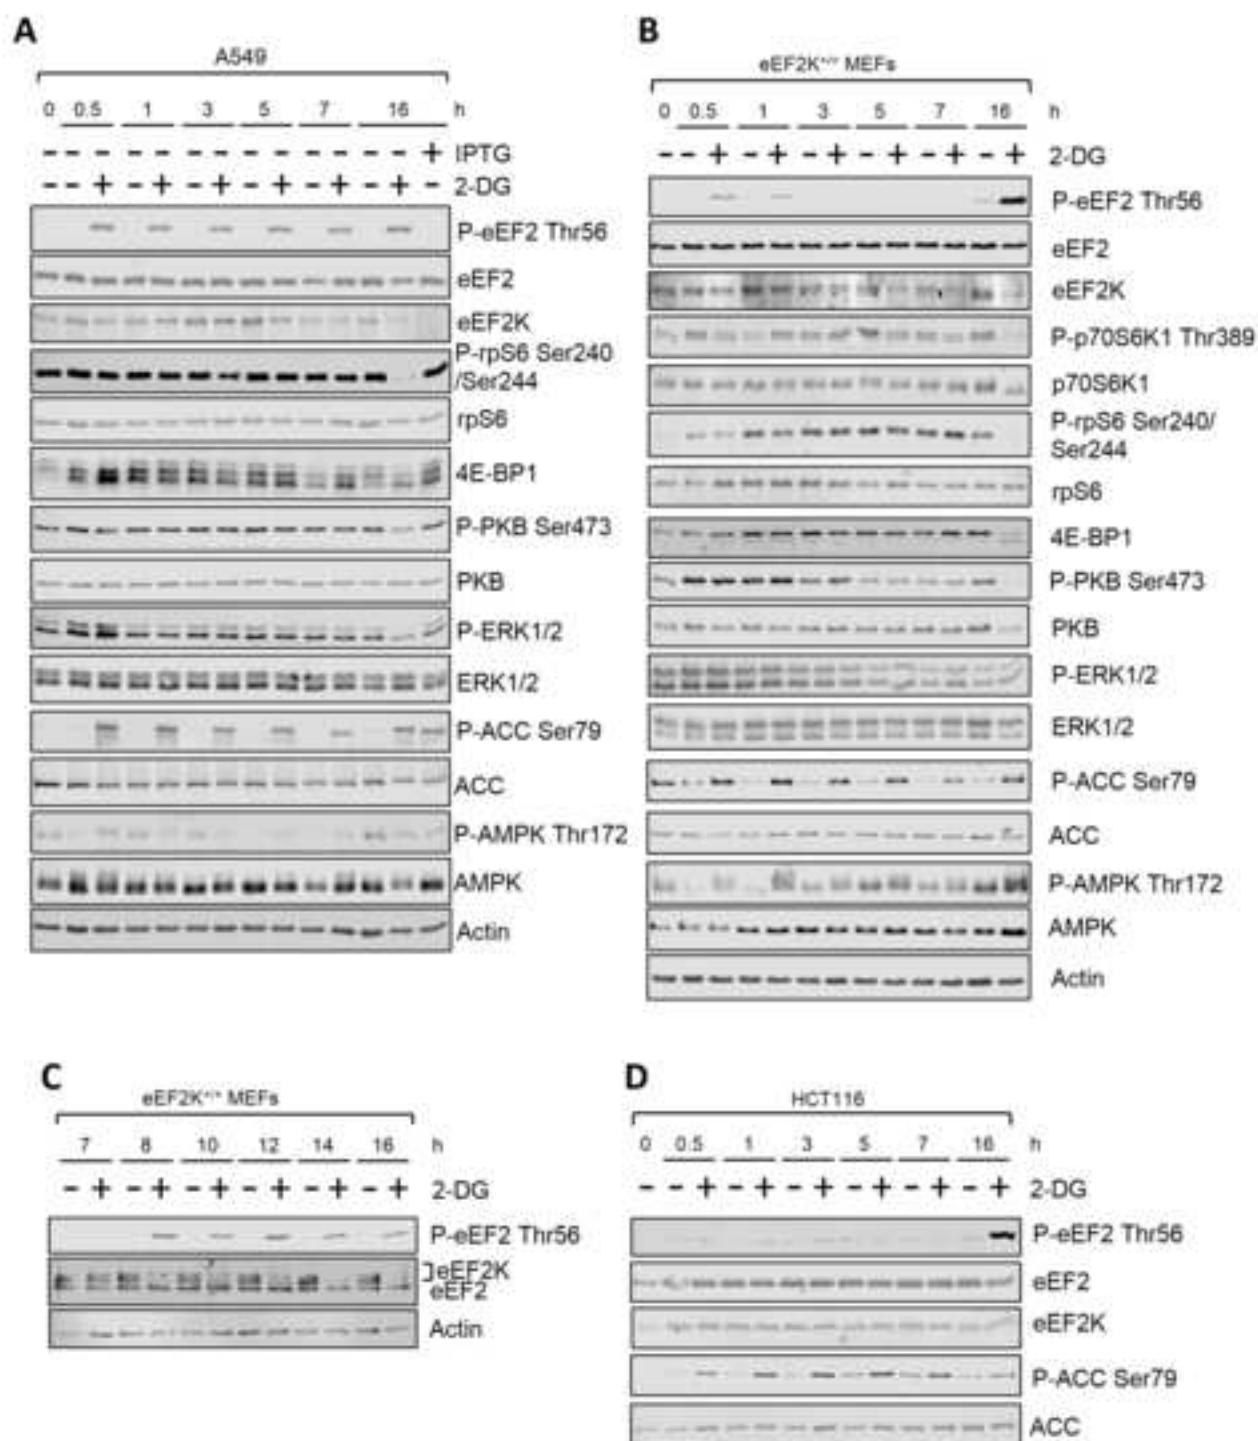 A
A549
0 0.5 1 3 5 7 16 h
- - - - - - - - - - - - - + IPTG
- - + - + - + - + - + - + - 2-DG
P-eEF2 Thr56
eEF2
eEF2K
P-rpS6 Ser240
/Ser244
rpS6
4E-BP1
P-PKB Ser473
PKB
P-ERK1/2
ERK1/2
P-ACC Ser79
ACC
P-AMPK Thr172
AMPK
Actin
B
eEF2K+/+ MEFs
0 0.5 1 3 5 7 16 h
- - + - + - + - + - + - + 2-DG
P-eEF2 Thr56
eEF2
eEF2K
P-p70S6K1 Thr389
p70S6K1
P-rpS6 Ser240/
Ser244
rpS6
4E-BP1
P-PKB Ser473
PKB
P-ERK1/2
ERK1/2
P-ACC Ser79
ACC
P-AMPK Thr172
AMPK
Actin
C
eEF2K+/+ MEFs
7 8 10 12 14 16 h
- + - + - + - + - + - + 2-DG
P-eEF2 Thr56
eEF2K
eEF2
Actin
D
HCT116
0 0.5 1 3 5 7 16 h
- - + - + - + - + - + - + 2-DG
P-eEF2 Thr56
eEF2
eEF2K
P-ACC Ser79
ACC